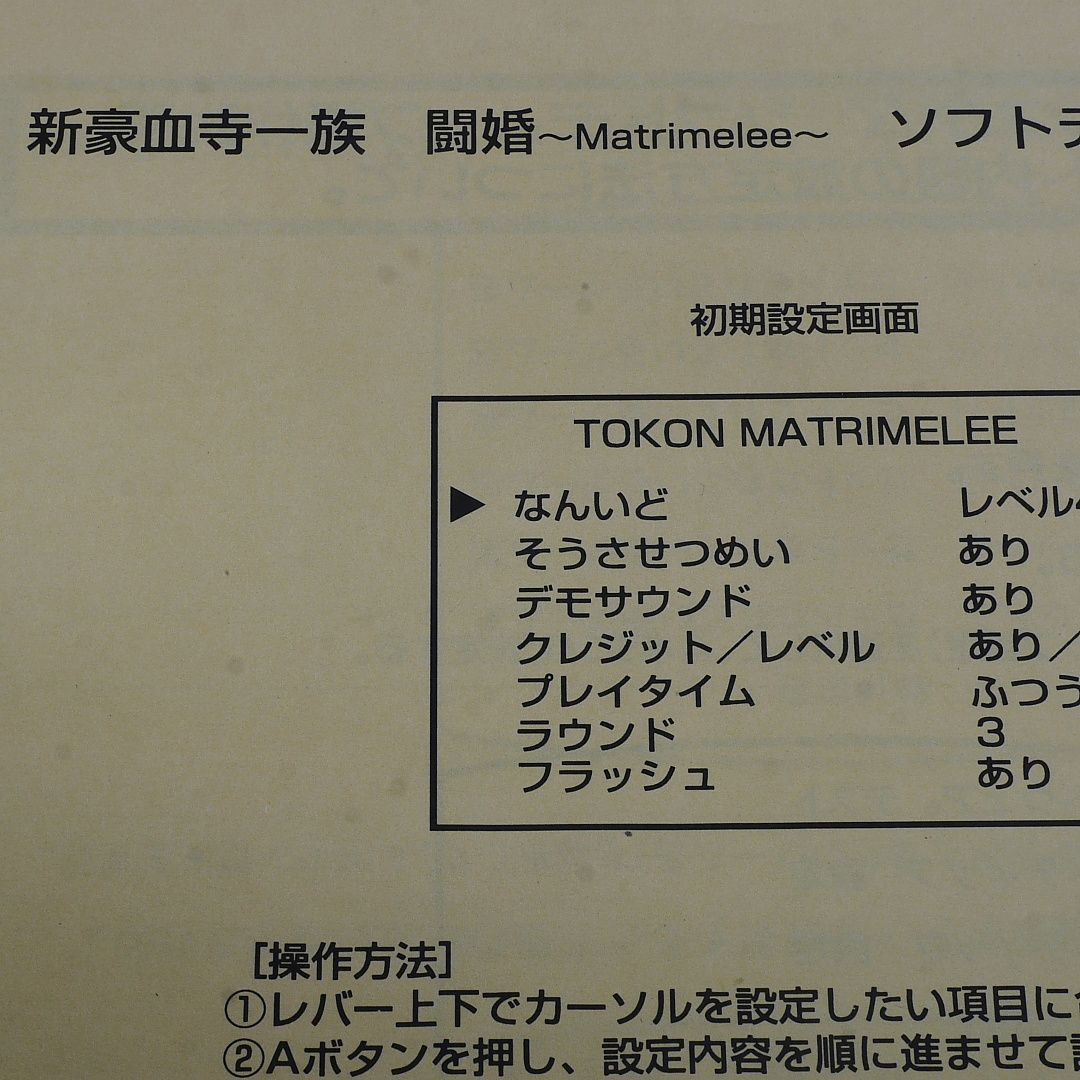 新豪血寺一族 闘婚～Matrimelee～ ソフト
初期設定画面
TOKON MATRIMELEE
▶ なんいど レベル
そうさせつめい あり
デモサウンド あり
クレジット／レベル あり／
プレイタイム ふつう
ラウンド 3
フラッシュ あり
［操作方法］
①レバー上下でカーソルを設定したい項目に
②Aボタンを押し、設定内容を順に進ませて